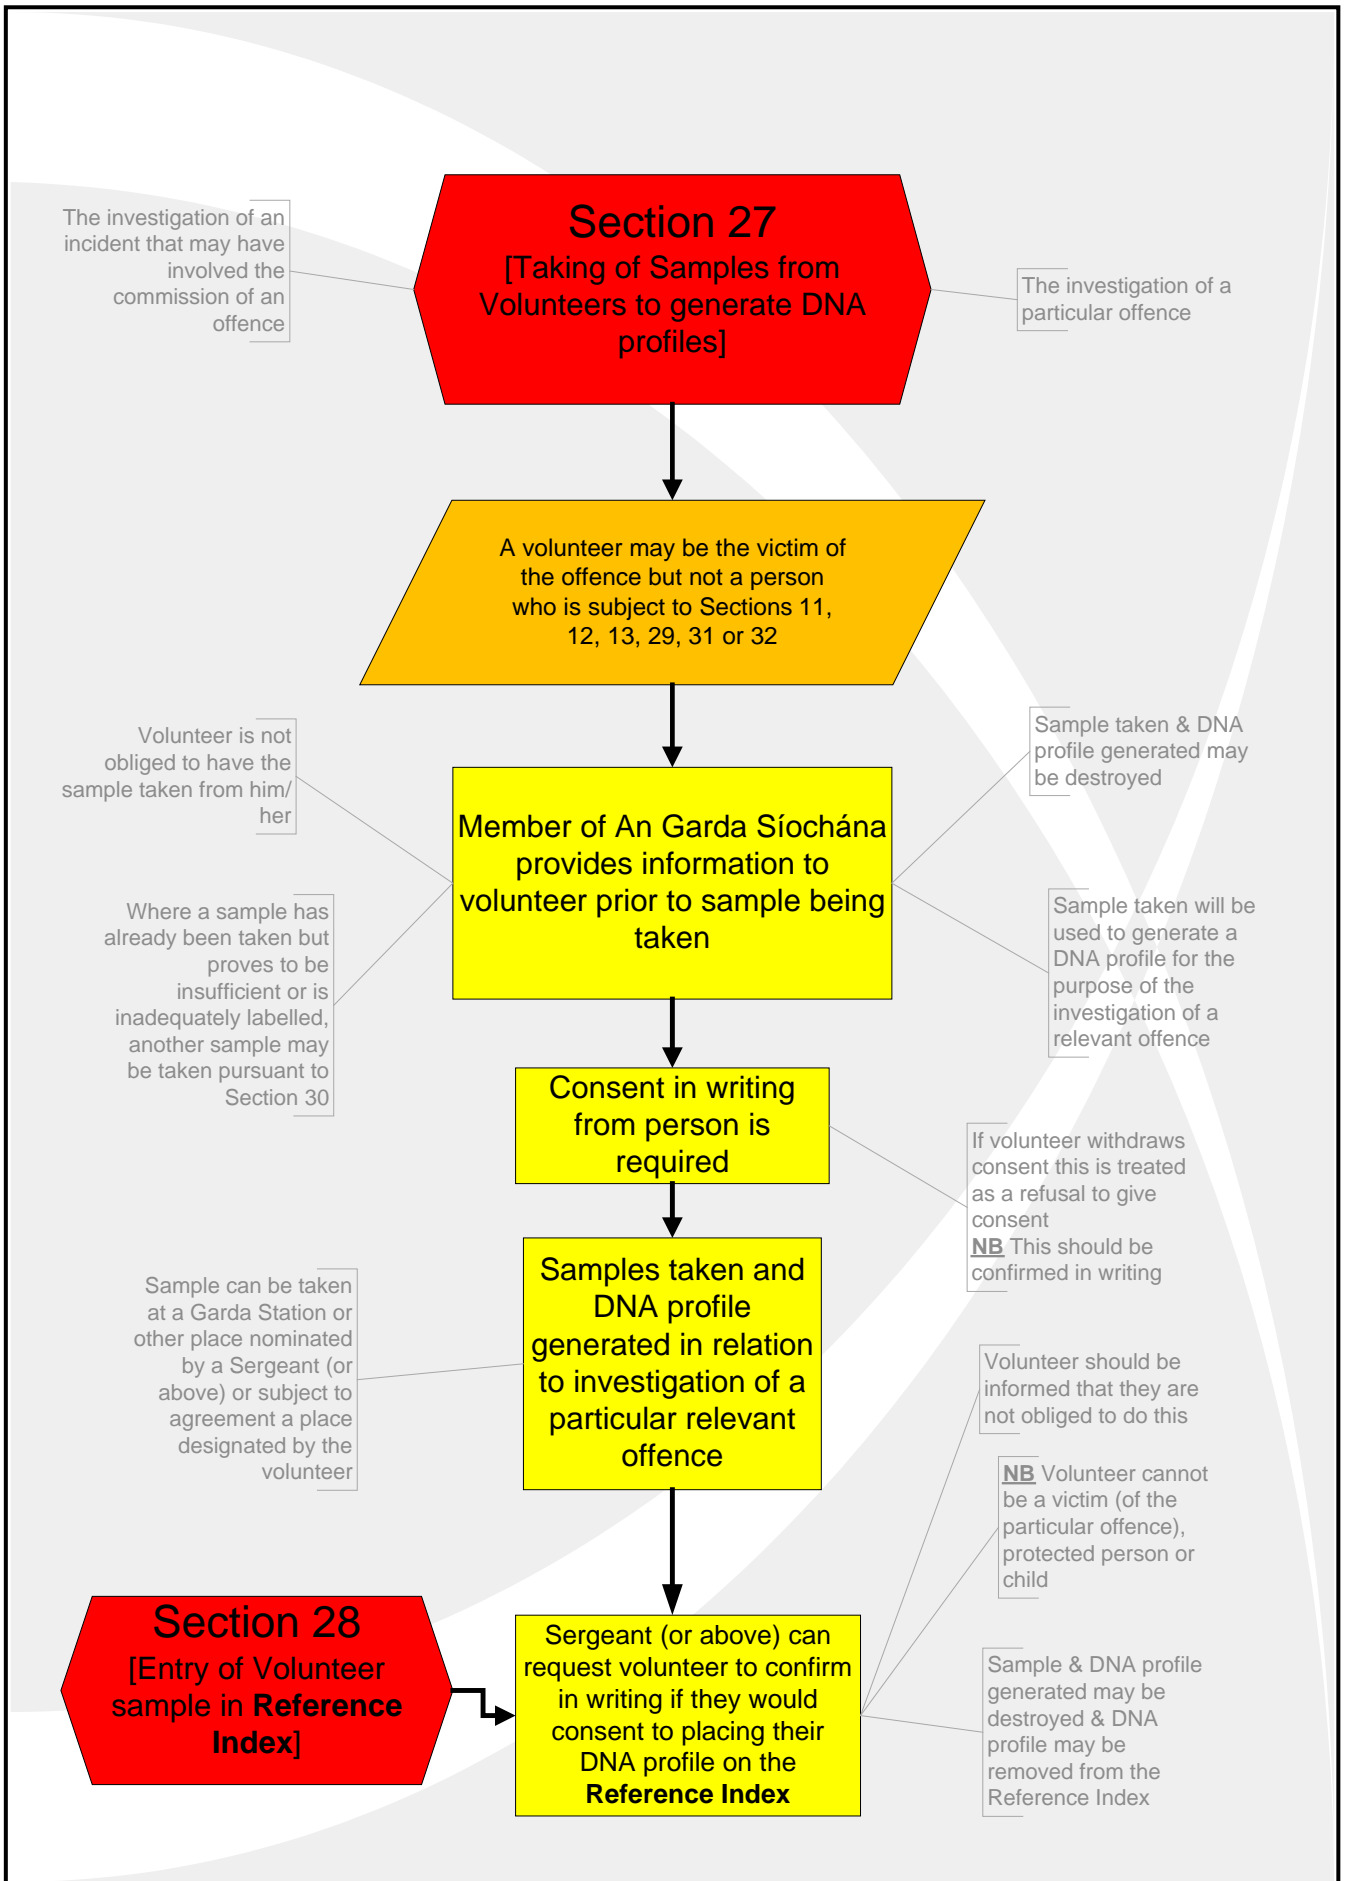 The investigation of an
incident that may have
involved the
commission of an
offence
Section 27
[Taking of Samples from
Volunteers to generate DNA
profiles]
The investigation of a
particular offence
A volunteer may be the victim of
the offence but not a person
who is subject to Sections 11,
12, 13, 29, 31 or 32
Volunteer is not
obliged to have the
sample taken from him/
her
Sample taken & DNA
profile generated may
be destroyed
Member of An Garda Síochána
provides information to
volunteer prior to sample being
taken
Where a sample has
already been taken but
proves to be
insufficient or is
inadequately labelled,
another sample may
be taken pursuant to
Section 30
Sample taken will be
used to generate a
DNA profile for the
purpose of the
investigation of a
relevant offence
Consent in writing
from person is
required
If volunteer withdraws
consent this is treated
as a refusal to give
consent
NB This should be
confirmed in writing
Sample can be taken
at a Garda Station or
other place nominated
by a Sergeant (or
above) or subject to
agreement a place
designated by the
volunteer
Samples taken and
DNA profile
generated in relation
to investigation of a
particular relevant
offence
Volunteer should be
informed that they are
not obliged to do this
NB Volunteer cannot
be a victim (of the
particular offence),
protected person or
child
Section 28
[Entry of Volunteer
sample in Reference
Index]
Sergeant (or above) can
request volunteer to confirm
in writing if they would
consent to placing their
DNA profile on the
Reference Index
Sample & DNA profile
generated may be
destroyed & DNA
profile may be
removed from the
Reference Index